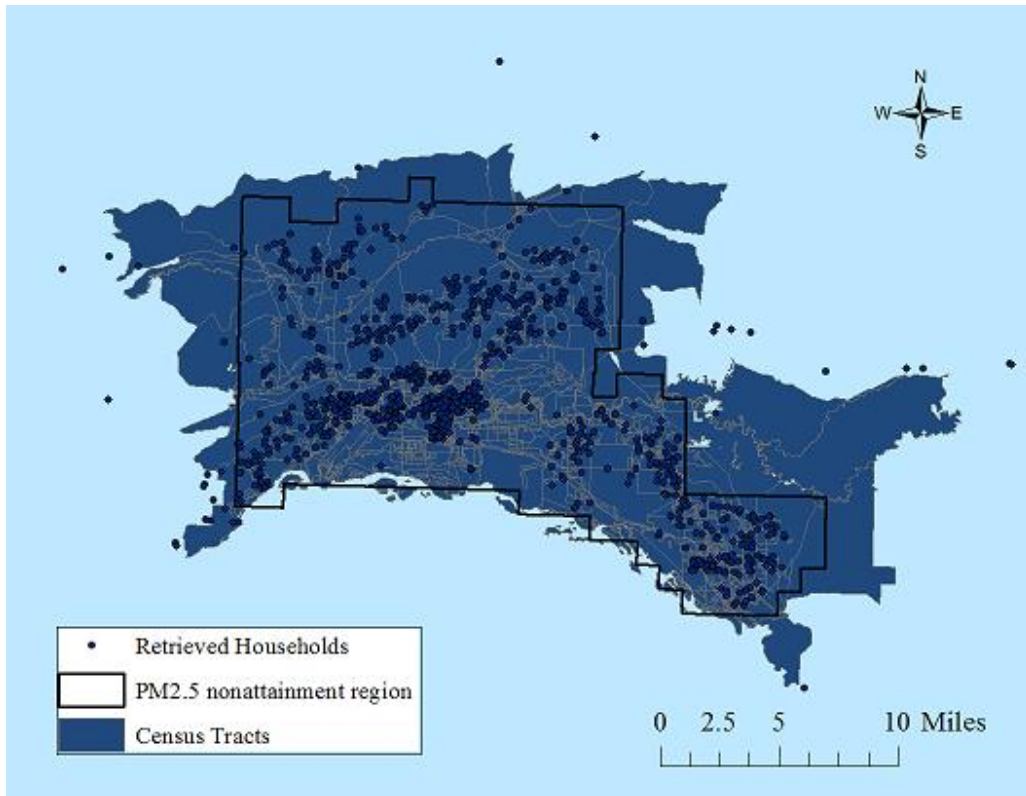 N
W E
S
Retrieved Households
PM2.5 nonattainment region
Census Tracts
0 2.5 5 10 Miles